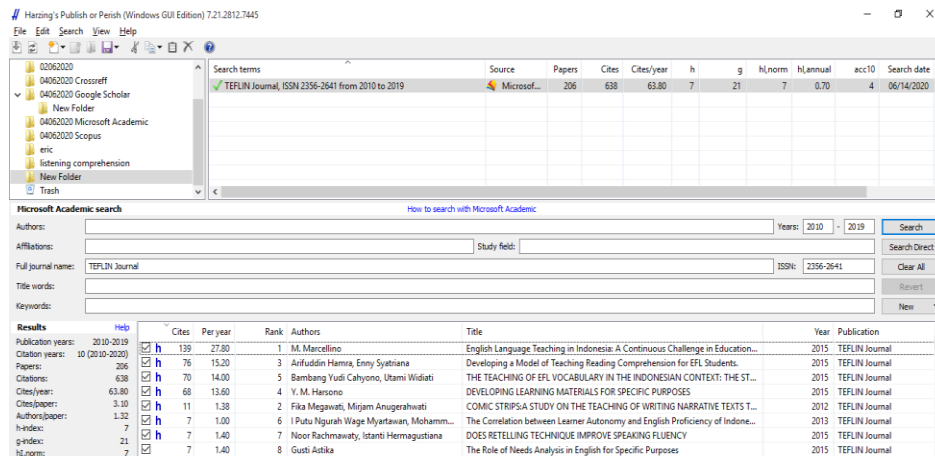 Harzing's Publish or Perish (Windows GUI Edition) 7.21.2812.7445
File Edit Search View Help
02062020
04062020 Crossreff
04062020 Google Scholar
New Folder
04062020 Microsoft Academic
04062020 Scopus
eric
listening comprehension
New Folder
Trash
Search terms Source Papers Cites Cites/year h g hI,norm hI,annual acc10 Search date
TEFLIN Journal, ISSN 2356-2641 from 2010 to 2019 Microsof... 206 638 63.80 7 21 7 0.70 4 06/14/2020
Microsoft Academic search How to search with Microsoft Academic
Authors: Years: 2010 - 2019 Search
Affiliations: Study field: Search Direct
Full journal name: TEFLIN Journal ISSN: 2356-2641 Clear All
Title words: Revert
Keywords: New
Results Help
Publication years: 2010-2019
Citation years: 10 (2010-2020)
Papers: 206
Citations: 638
Cites/year: 63.80
Cites/paper: 3.10
Authors/paper: 1.32
h-index: 7
g-index: 21
hI,norm: 7
Cites Per year Rank Authors Title Year Publication
h 139 27.80 1 M. Marcellino English Language Teaching in Indonesia: A Continuous Challenge in Education... 2015 TEFLIN Journal
h 76 15.20 3 Arifuddin Hamra, Enny Syatriana Developing a Model of Teaching Reading Comprehension for EFL Students. 2015 TEFLIN Journal
h 70 14.00 5 Bambang Yudi Cahyono, Utami Widiati THE TEACHING OF EFL VOCABULARY IN THE INDONESIAN CONTEXT: THE ST... 2015 TEFLIN Journal
h 68 13.60 4 Y. M. Harsono DEVELOPING LEARNING MATERIALS FOR SPECIFIC PURPOSES 2015 TEFLIN Journal
h 11 1.38 2 Fika Megawati, Mirjam Anugerahwati COMIC STRIPS:A STUDY ON THE TEACHING OF WRITING NARRATIVE TEXTS T... 2012 TEFLIN Journal
h 7 1.00 6 I Putu Ngurah Wage Myartawan, Mohamm... The Correlation between Learner Autonomy and English Proficiency of Indone... 2013 TEFLIN Journal
h 7 1.40 7 Noor Rachmawaty, Istanti Hermagustiana DOES RETELLING TECHNIQUE IMPROVE SPEAKING FLUENCY 2015 TEFLIN Journal
7 1.40 8 Gusti Astika The Role of Needs Analysis in English for Specific Purposes 2015 TEFLIN Journal